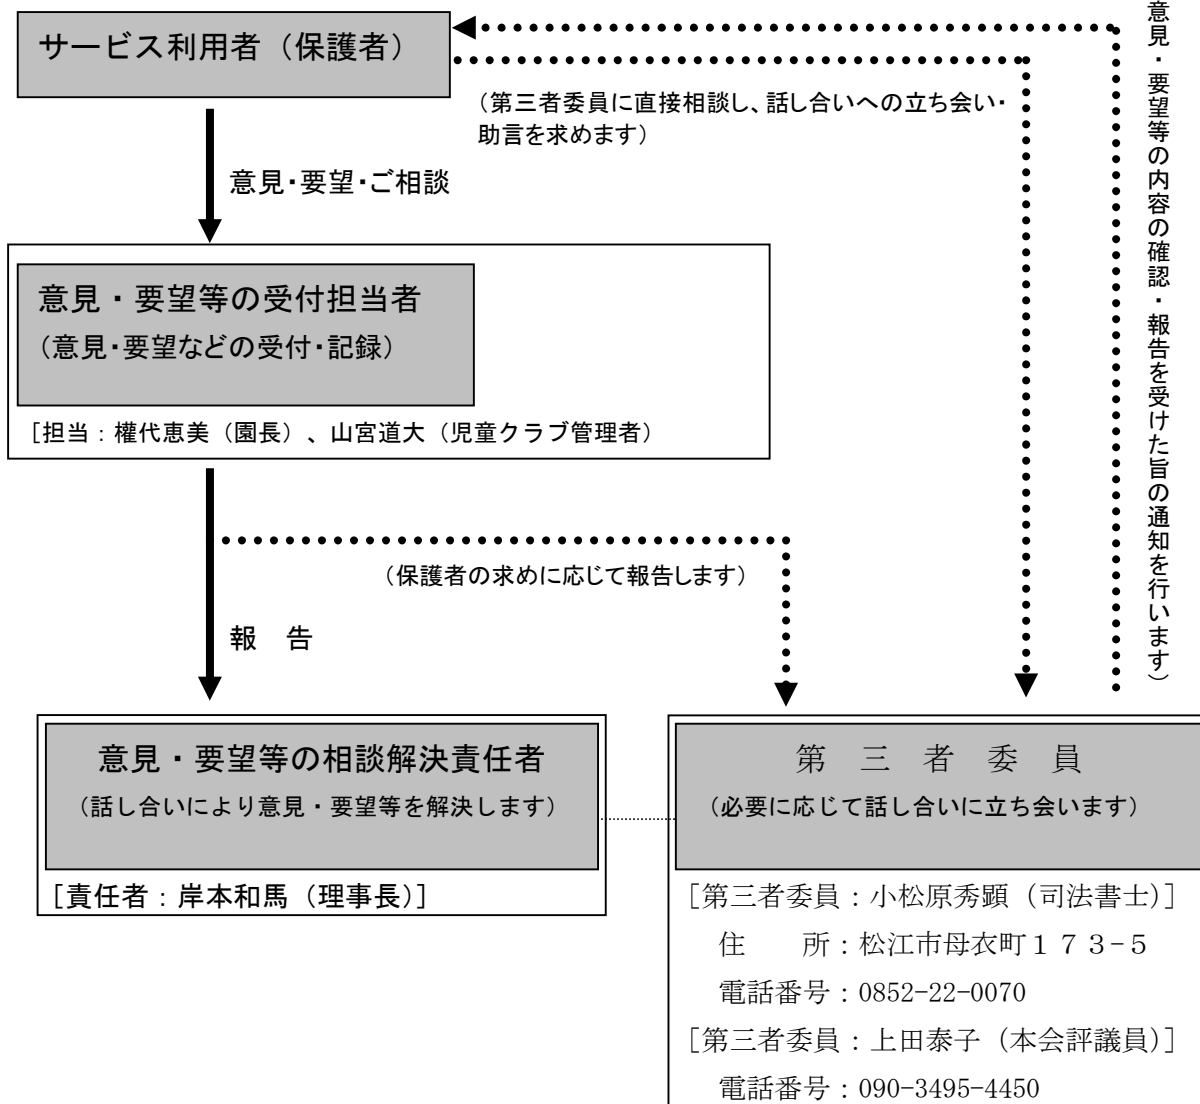 サービス利用者（保護者）
（第三者委員に直接相談し、話し合いへの立ち会い・
助言を求めます）
意見・要望等の内容の確認・報告を受けた旨の通知を行います）
意見・要望・ご相談
意見・要望等の受付担当者
（意見・要望などの受付・記録）
［担当：權代恵美（園長）、山宮道大（児童クラブ管理者）
（保護者の求めに応じて報告します）
報　告
意見・要望等の相談解決責任者
（話し合いにより意見・要望等を解決します）
［責任者：岸本和馬（理事長）］
第　三　者　委　員
（必要に応じて話し合いに立ち会います）
［第三者委員：小松原秀顕（司法書士）］
住　　所：松江市母衣町１７３-５
電話番号：0852-22-0070
［第三者委員：上田泰子（本会評議員）］
電話番号：090-3495-4450